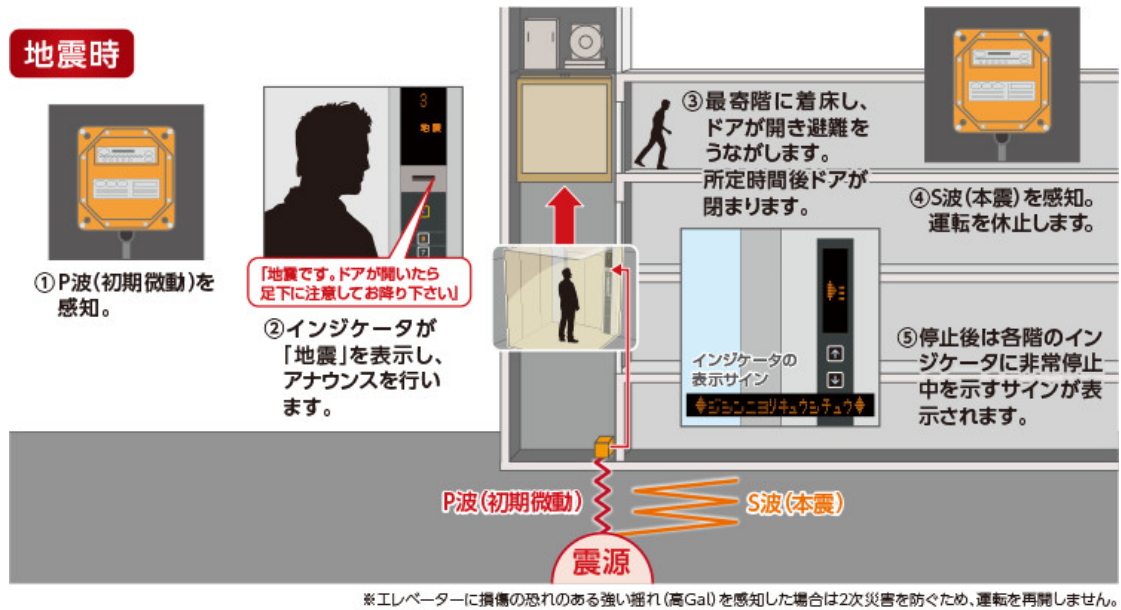 地震時
①P波(初期微動)を
感知。
3
地震
「地震です。ドアが開いたら
足下に注意してお降り下さい」
②インジケータが
「地震」を表示し、
アナウンスを行い
ます。
③最寄階に着床し、
ドアが開き避難を
うながします。
所定時間後ドアが
閉まります。
④S波(本震)を感知。
運転を休止します。
インジケータの
表示サイン
ジシンニヨリキュウシチュウ
⑤停止後は各階のイン
ジケータに非常停止
中を示すサインが表
示されます。
P波(初期微動)
S波(本震)
震源
※エレベーターに損傷の恐れのある強い揺れ(高Gal)を感知した場合は2次災害を防ぐため、運転を再開しません。